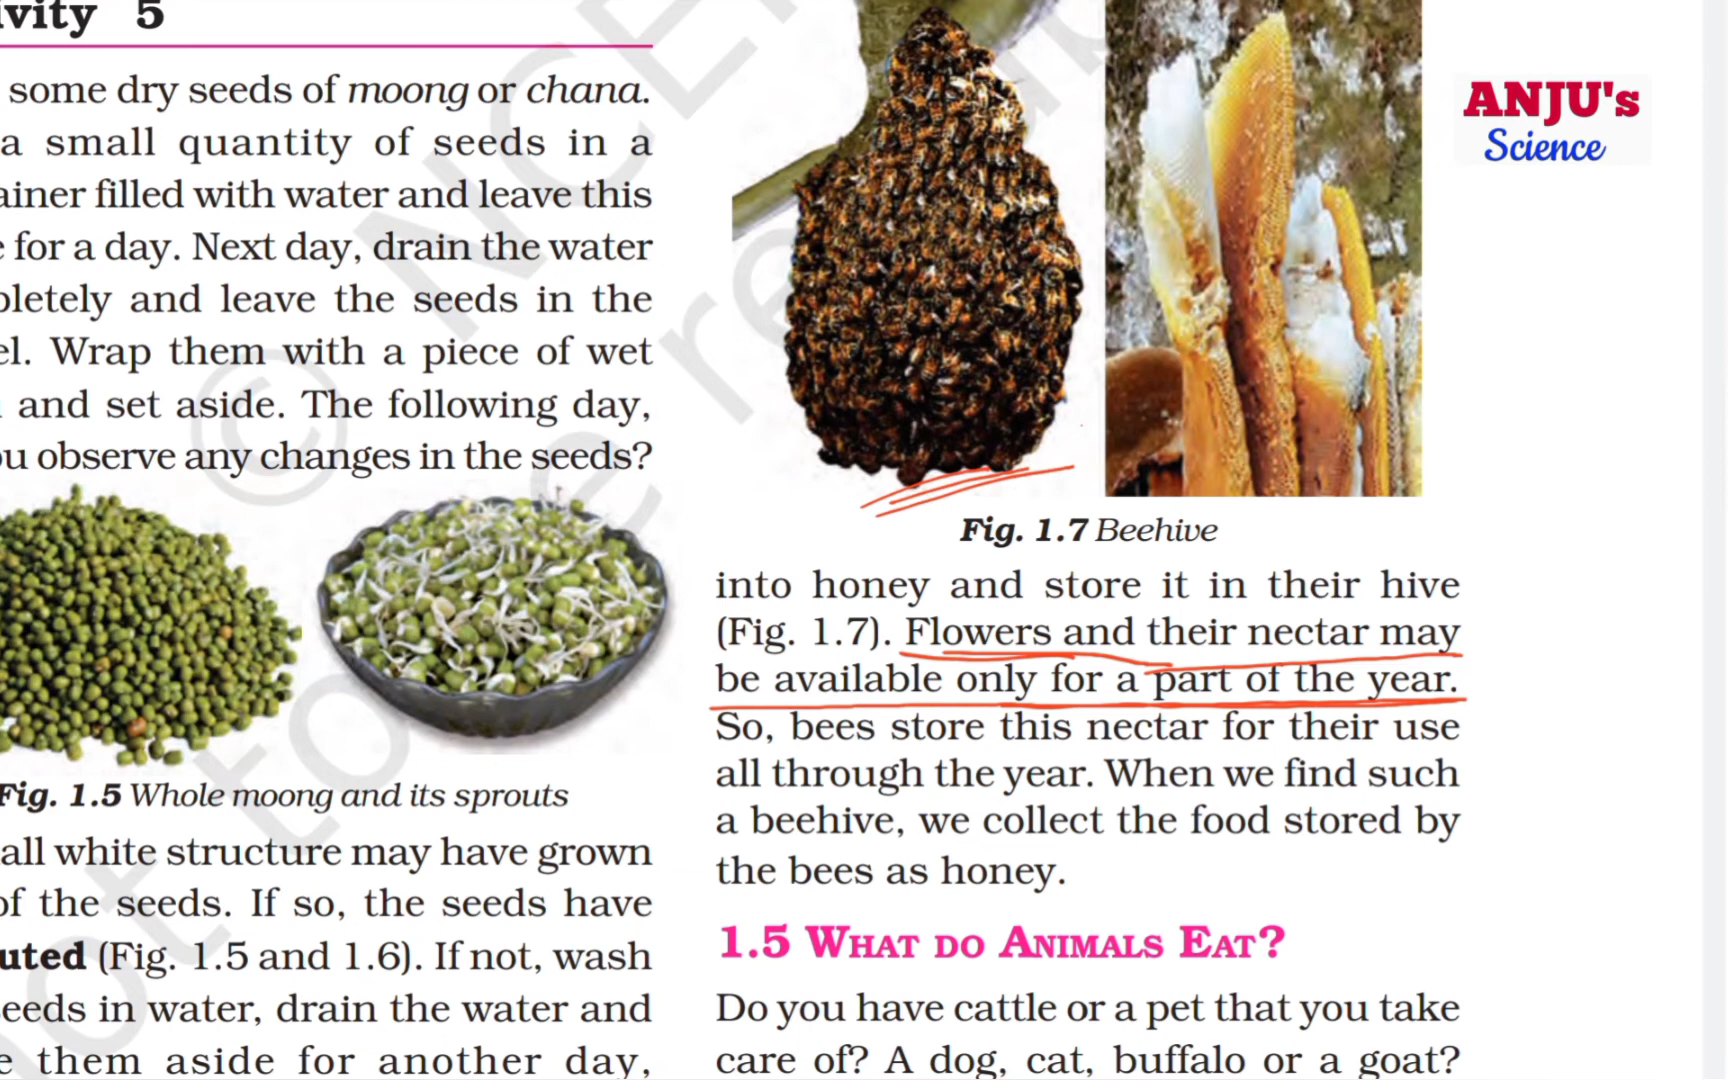 vity 5
some dry seeds of moong or chana.
a small quantity of seeds in a
ainer filled with water and leave this
e for a day. Next day, drain the water
pletely and leave the seeds in the
el. Wrap them with a piece of wet
and set aside. The following day,
ou observe any changes in the seeds?
Fig. 1.5 Whole moong and its sprouts
all white structure may have grown
of the seeds. If so, the seeds have
uted (Fig. 1.5 and 1.6). If not, wash
seeds in water, drain the water and
e them aside for another day,
Fig. 1.7 Beehive
into honey and store it in their hive
(Fig. 1.7). Flowers and their nectar may
be available only for a part of the year.
So, bees store this nectar for their use
all through the year. When we find such
a beehive, we collect the food stored by
the bees as honey.
1.5 WHAT DO ANIMALS EAT?
Do you have cattle or a pet that you take
care of? A dog, cat, buffalo or a goat?
ANJU's
Science